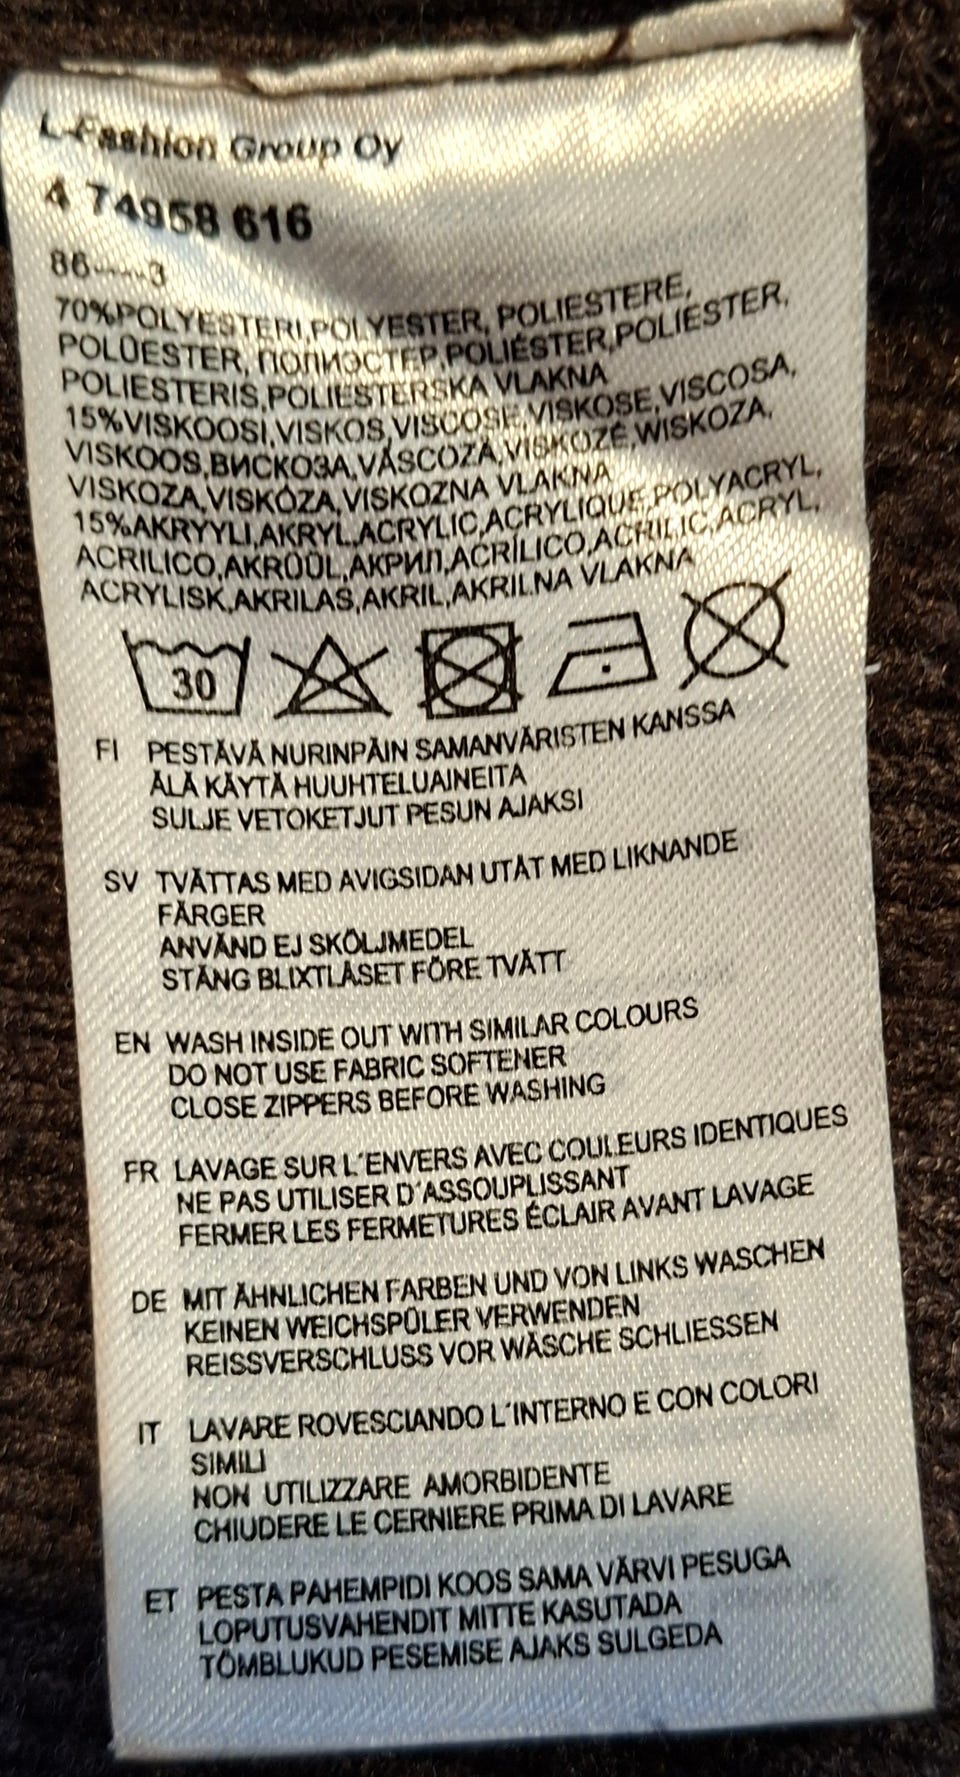 L-Fashion Group Oy
4 74958 616
86----3
70%POLYESTERI,POLYESTER, POLIESTERE,
POLÜESTER, ПОЛИЭСТЕР,POLIÉSTER,POLIESTER,
POLIESTERIS,POLIESTERSKA VLAKNA
15%VISKOOSI,VISKOS,VISCOSE,VISKOSE,VISCOSA,
VISKOOS,ВИСКОЗА,VÁSCOZA,VISKOZÉ,WISKOZA,
VISKOZA,VISKÓZA,VISKOZNA VLAKNA
15%AKRYYLI,AKRYL,ACRYLIC,ACRYLIQUE,POLYACRYL,
ACRILICO,AKRÜÜL,АКРИЛ,ACRÍLICO,ACRILIC,ACRYL,
ACRYLISK,AKRILAS,AKRIL,AKRILNA VLAKNA
30
FI PESTÄVÄ NURINPÄIN SAMANVÄRISTEN KANSSA
ÄLÄ KÄYTÄ HUUHTELUAINEITA
SULJE VETOKETJUT PESUN AJAKSI
SV TVÄTTAS MED AVIGSIDAN UTÅT MED LIKNANDE
FÄRGER
ANVÄND EJ SKÖLJMEDEL
STÄNG BLIXTLÅSET FÖRE TVÄTT
EN WASH INSIDE OUT WITH SIMILAR COLOURS
DO NOT USE FABRIC SOFTENER
CLOSE ZIPPERS BEFORE WASHING
FR LAVAGE SUR L´ENVERS AVEC COULEURS IDENTIQUES
NE PAS UTILISER D´ASSOUPLISSANT
FERMER LES FERMETURES ÉCLAIR AVANT LAVAGE
DE MIT ÄHNLICHEN FARBEN UND VON LINKS WASCHEN
KEINEN WEICHSPÜLER VERWENDEN
REISSVERSCHLUSS VOR WÄSCHE SCHLIESSEN
IT LAVARE ROVESCIANDO L´INTERNO E CON COLORI
SIMILI
NON UTILIZZARE AMORBIDENTE
CHIUDERE LE CERNIERE PRIMA DI LAVARE
ET PESTA PAHEMPIDI KOOS SAMA VÄRVI PESUGA
LOPUTUSVAHENDIT MITTE KASUTADA
TÕMBLUKUD PESEMISE AJAKS SULGEDA